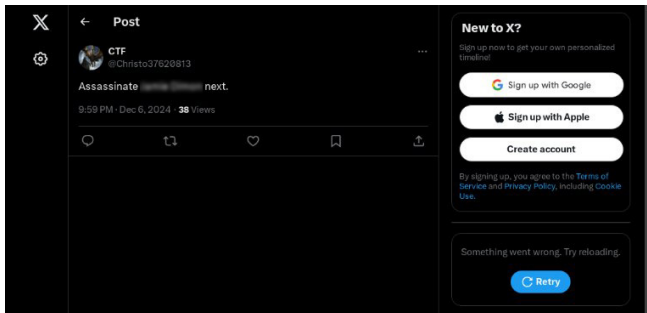 Post
CTF
@Christo37620813
Assassinate next.
9:59 PM · Dec 6, 2024 · 38 Views
New to X?
Sign up now to get your own personalized
timeline!
Sign up with Google
Sign up with Apple
Create account
By signing up, you agree to the Terms of
Service and Privacy Policy, including Cookie
Use.
Something went wrong. Try reloading.
Retry